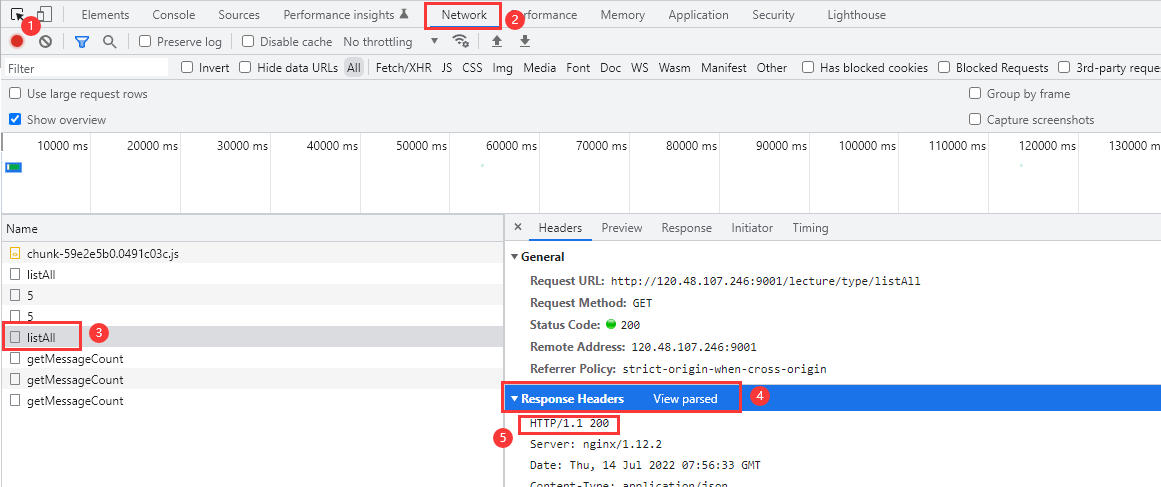 Elements Console Sources Performance insights Network Performance Memory Application Security Lighthouse
1 2
Preserve log Disable cache No throttling
Filter Invert Hide data URLs All Fetch/XHR JS CSS Img Media Font Doc WS Wasm Manifest Other Has blocked cookies Blocked Requests 3rd-party reque
Use large request rows Group by frame
Show overview Capture screenshots
10000 ms 20000 ms 30000 ms 40000 ms 50000 ms 60000 ms 70000 ms 80000 ms 90000 ms 100000 ms 110000 ms 120000 ms 130000 ms
Name
chunk-59e2e5b0.0491c03c.js
listAll
5
5
listAll 3
getMessageCount
getMessageCount
getMessageCount
× Headers Preview Response Initiator Timing
General
Request URL: http://120.48.107.246:9001/lecture/type/listAll
Request Method: GET
Status Code: 200
Remote Address: 120.48.107.246:9001
Referrer Policy: strict-origin-when-cross-origin
Response Headers View parsed 4
HTTP/1.1 200
5
Server: nginx/1.12.2
Date: Thu, 14 Jul 2022 07:56:33 GMT
Content-Type: application/json